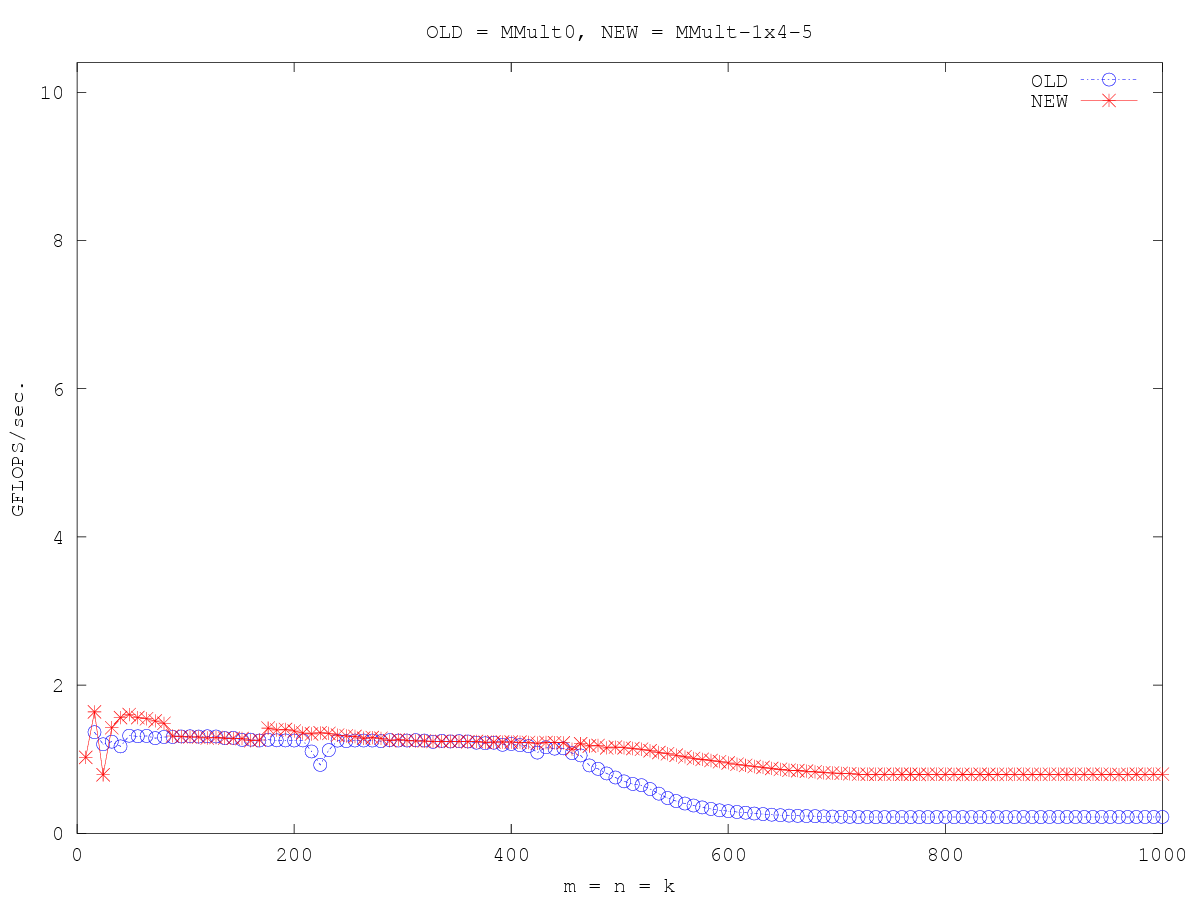 OLD = MMult0, NEW = MMult-1x4-5
OLD
NEW
10
8
6
4
2
0
GFLOPS/sec.
0 200 400 600 800 1000
m = n = k